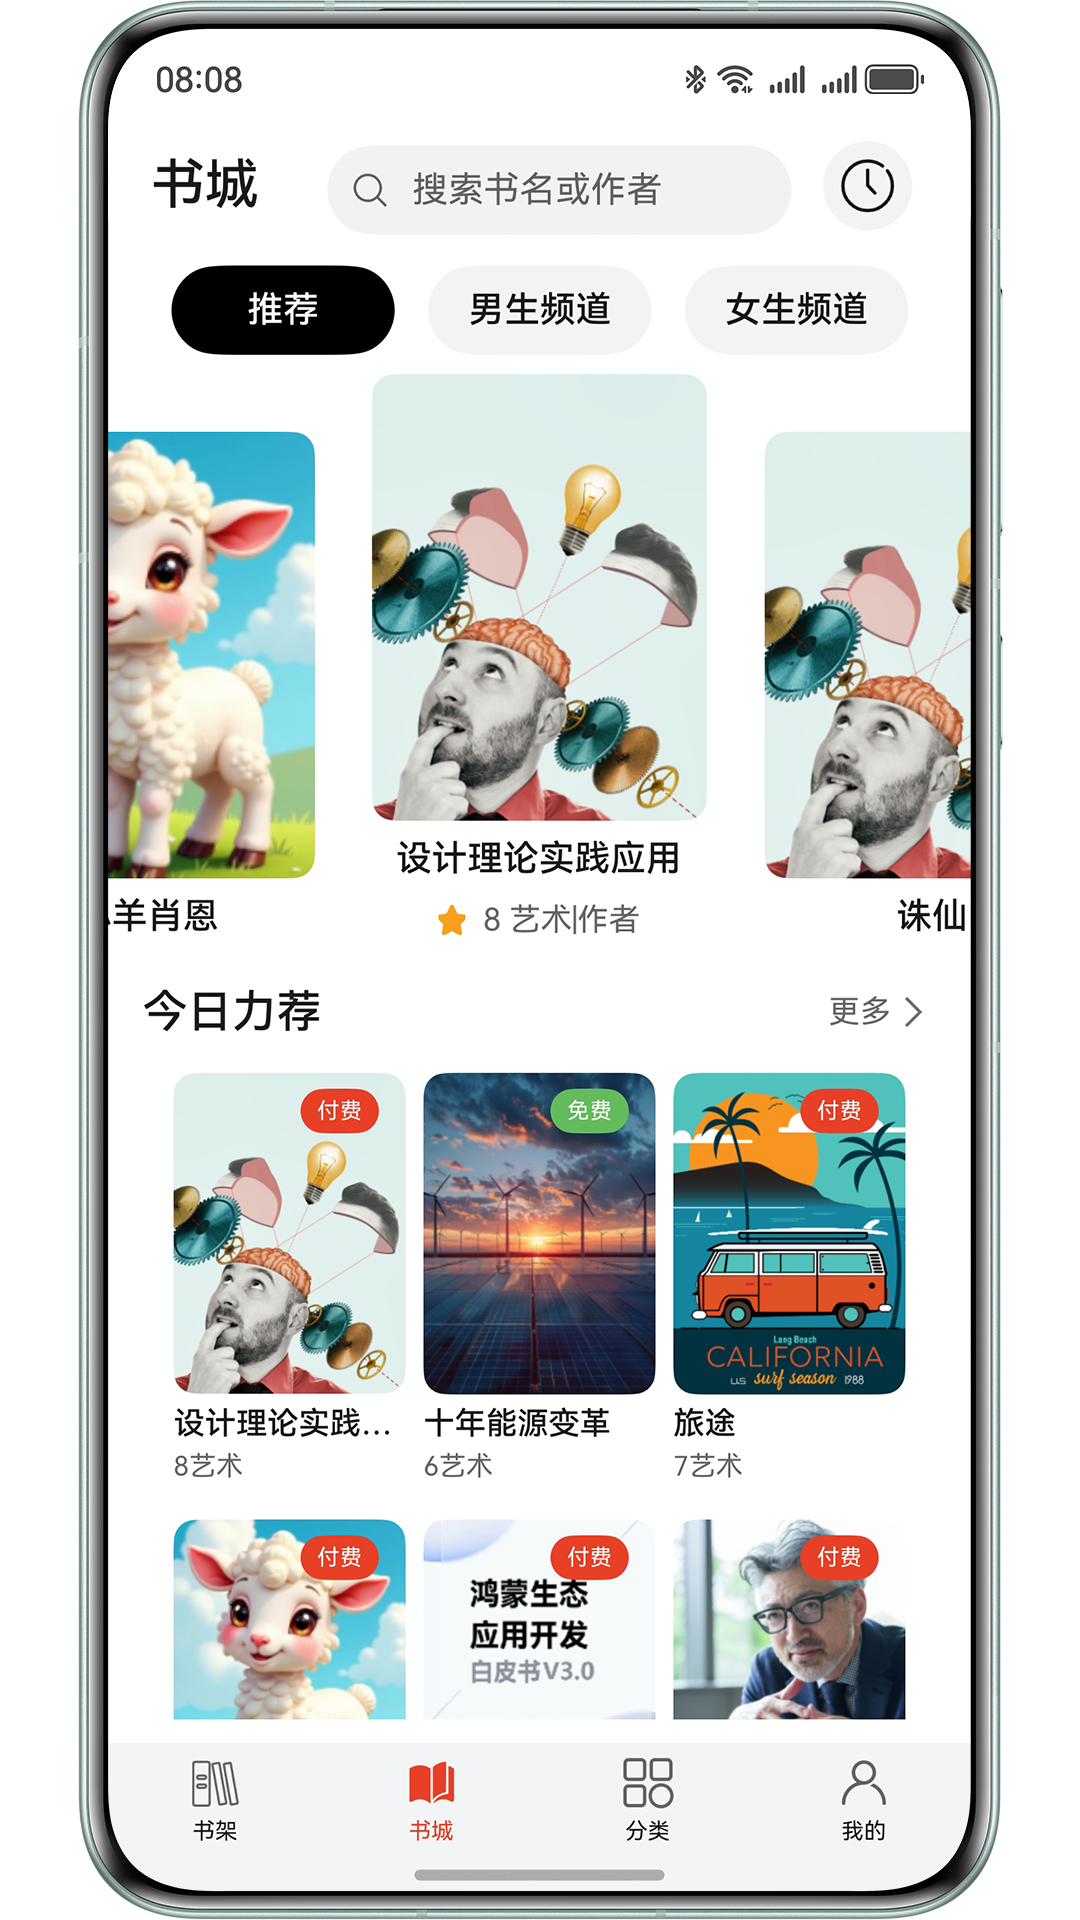 08:08
书城
搜索书名或作者
推荐
男生频道
女生频道
羊肖恩
设计理论实践应用
诛仙
8 艺术|作者
今日力荐
更多
付费
免费
付费
Long Beach
CALIFORNIA
US surf season 1988
设计理论实践...
十年能源变革
旅途
8艺术
6艺术
7艺术
付费
付费
付费
鸿蒙生态
应用开发
白皮书V3.0
书架
书城
分类
我的